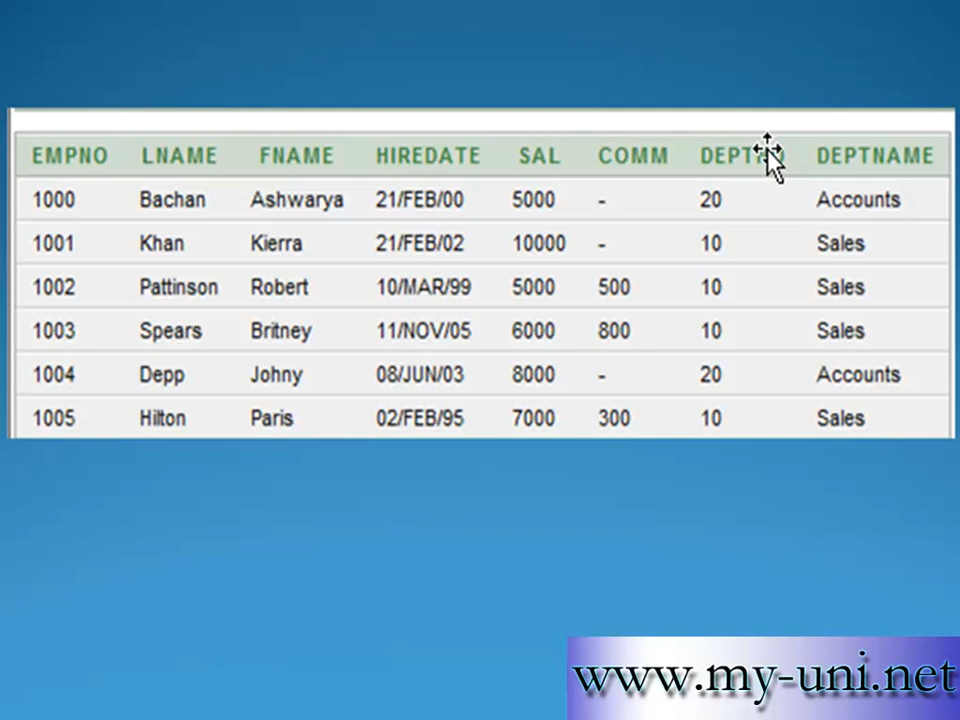 EMPNO LNAME FNAME HIREDATE SAL COMM DEPTNAME
1000 Bachan Ashwarya 21/FEB/00 5000 - 20 Accounts
1001 Khan Kierra 21/FEB/02 10000 - 10 Sales
1002 Pattinson Robert 10/MAR/99 5000 500 10 Sales
1003 Spears Britney 11/NOV/05 6000 800 10 Sales
1004 Depp Johny 08/JUN/03 8000 - 20 Accounts
1005 Hilton Paris 02/FEB/95 7000 300 10 Sales
www.my-uni.net